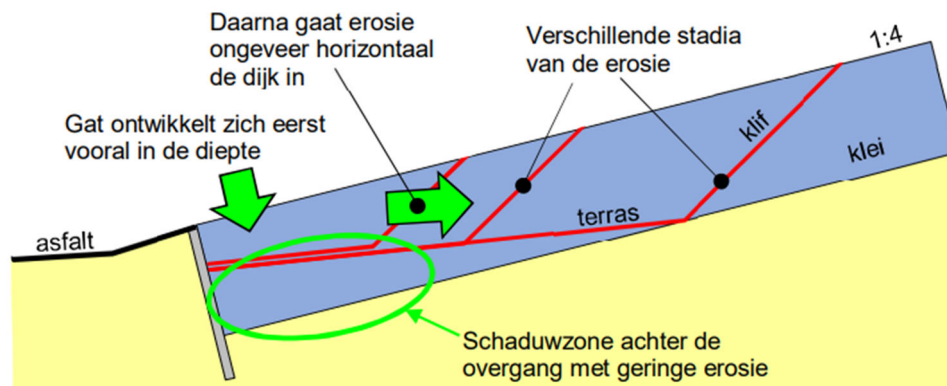 Daarna gaat erosie
ongeveer horizontaal
de dijk in
Verschillende stadia
van de erosie
1:4
Gat ontwikkelt zich eerst
vooral in de diepte
klif
klei
terras
asfalt
Schaduwzone achter de
overgang met geringe erosie